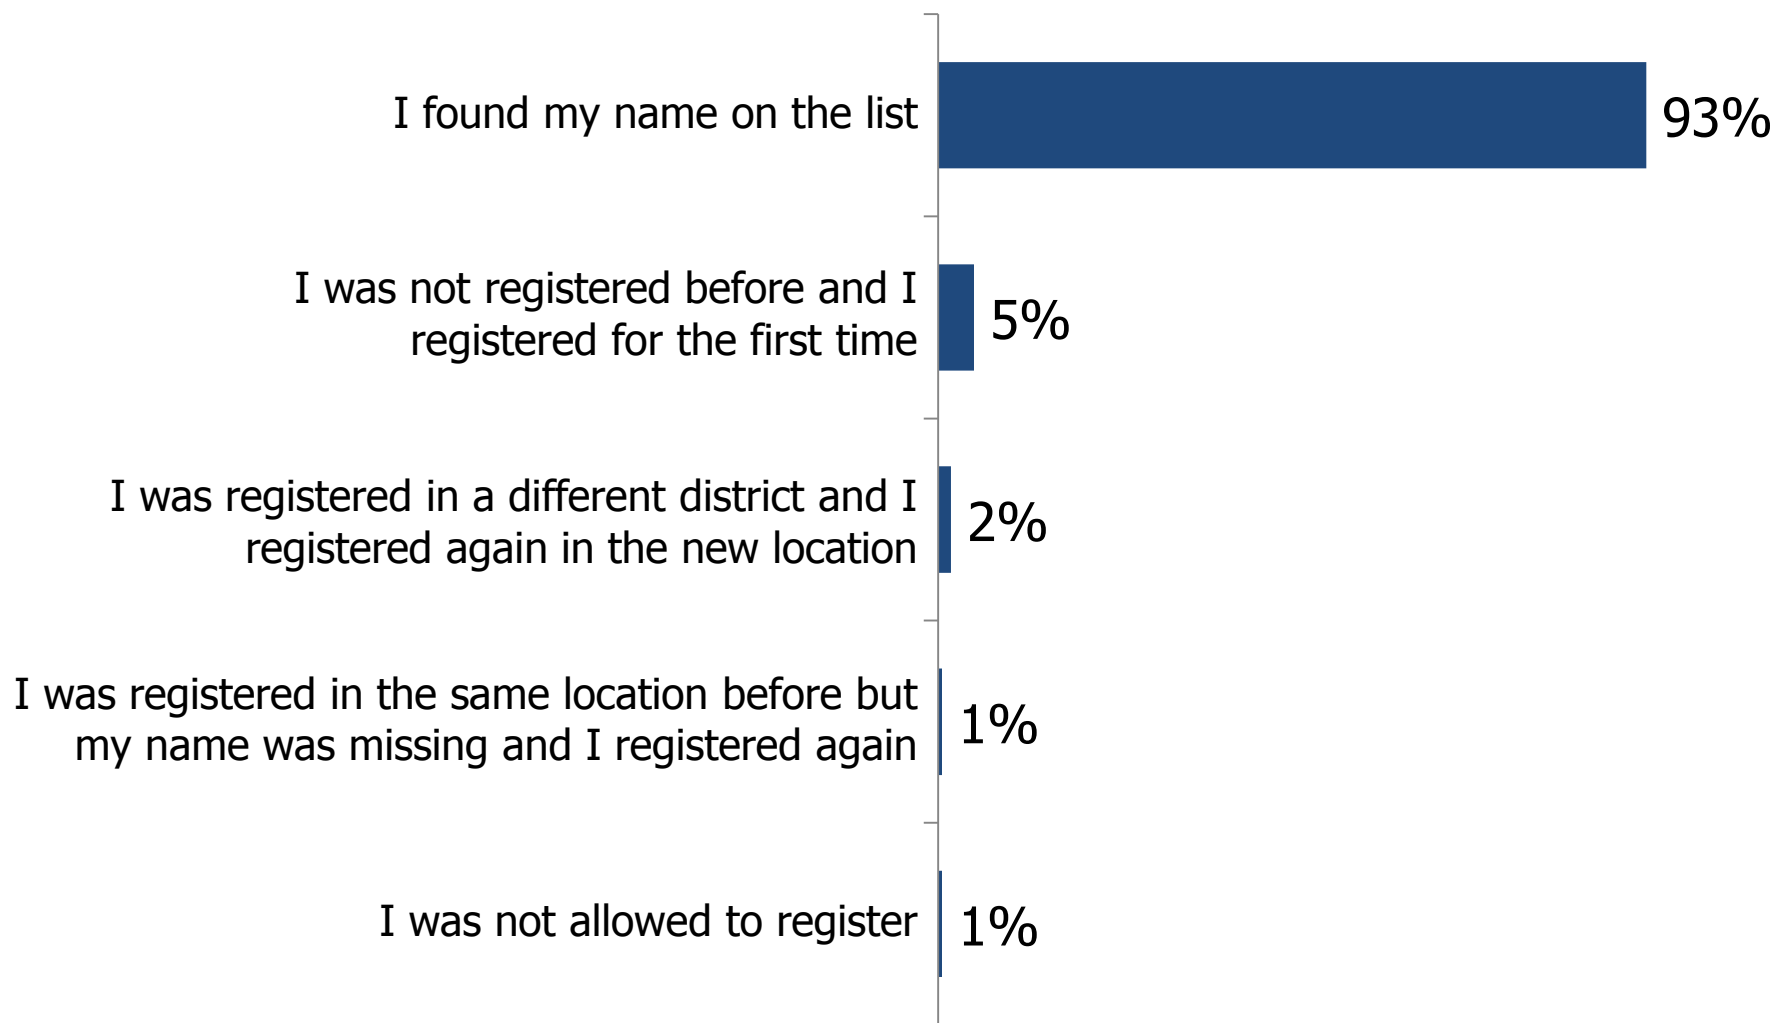 I found my name on the list
93%
I was not registered before and I
registered for the first time
5%
I was registered in a different district and I
registered again in the new location
2%
I was registered in the same location before but
my name was missing and I registered again
1%
I was not allowed to register
1%